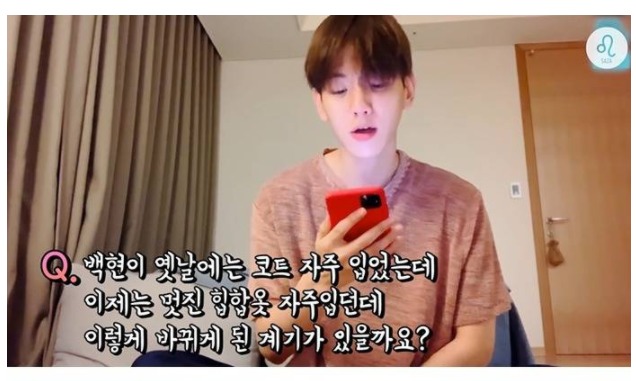 Q. 백현이 옛날에는 코트 자주 입었는데
이제는 멋진 힙합옷 자주입던데
이렇게 바뀌게 된 계기가 있을까요?